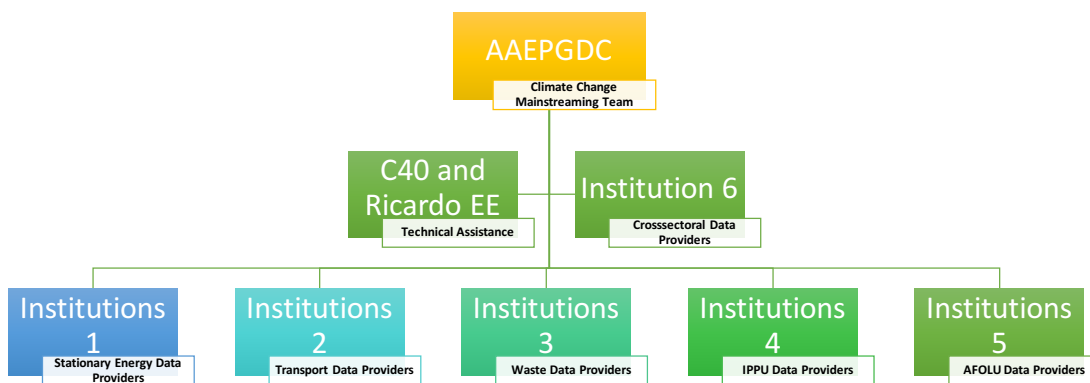 AAEPGDC
Climate Change
Mainstreaming Team
C40 and
Ricardo EE
Technical Assistance
Institution 6
Crosssectoral Data
Providers
Institutions
1
Stationary Energy Data
Providers
Institutions
2
Transport Data Providers
Institutions
3
Waste Data Providers
Institutions
4
IPPU Data Providers
Institutions
5
AFOLU Data Providers